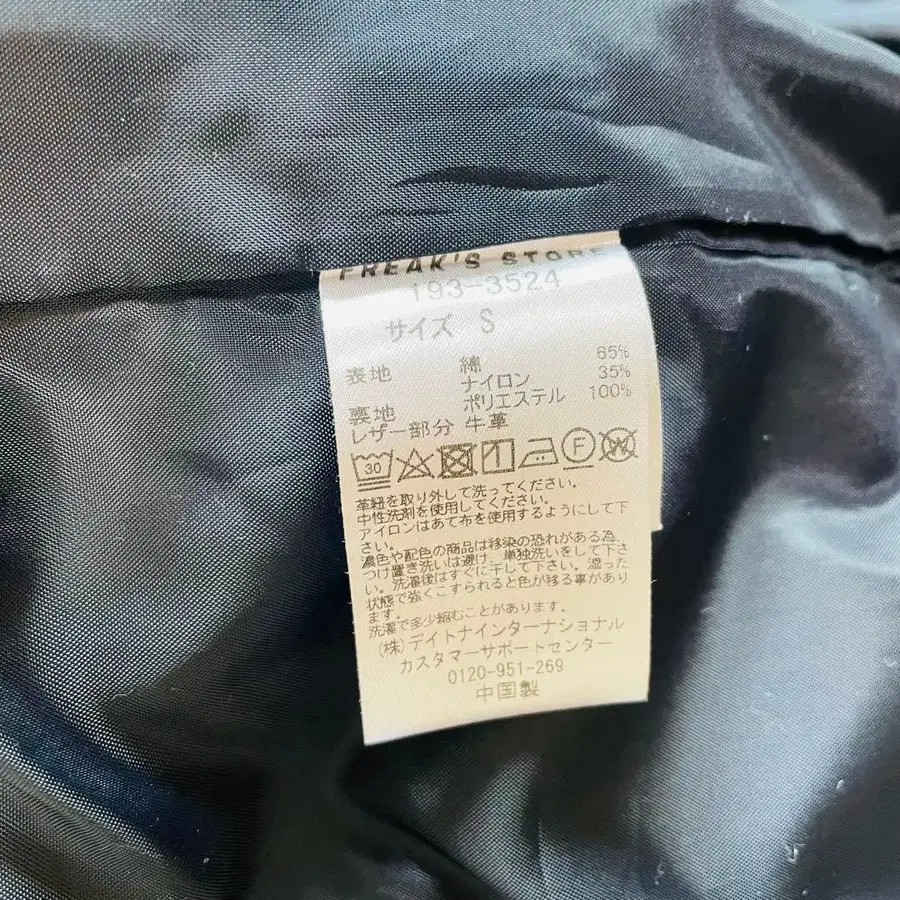 FREAK'S STORE
193-3524
サイズ S
表地 綿 65%
ナイロン 35%
裏地 ポリエステル 100%
レザー部分 牛革
30 F W
革紐を取り外して洗ってください。
中性洗剤を使用してください。
アイロンはあて布を使用するようにして下
さい。
濃色や配色の商品は移染の恐れがある為、
つけ置き洗いは避け、単独洗いをして下さ
い。洗濯後はすぐに干して下さい。湿った
状態で強くこすられると色が移る事があり
ます。
洗濯で多少縮むことがあります。
(株)デイトナインターナショナル
カスタマーサポートセンター
0120-951-269
中国製